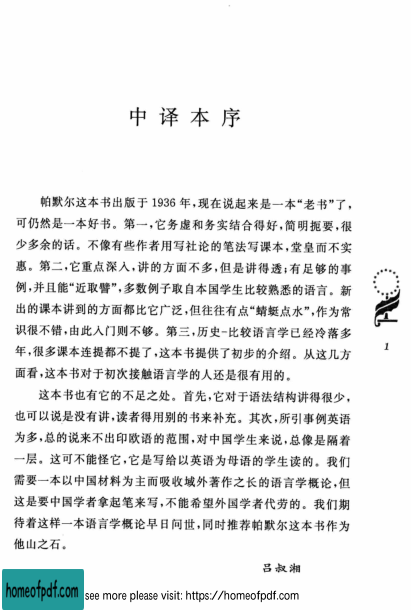 中译本序
帕默尔这本书出版于 1936 年，现在说起来是一本“老书”了，
可仍然是一本好书。第一，它务虚和务实结合得好，简明扼要，很
少多余的话。不像有些作者用写社论的笔法写课本，堂皇而不实
惠。第二，它重点深入，讲的方面不多，但是讲得透；有足够的事
例，并且能“近取譬”，多数例子取自本国学生比较熟悉的语言。新
出的课本讲到的方面都比它广泛，但往往有点“蜻蜓点水”，作为常
识很不错，由此入门则不够。第三，历史-比较语言学已经冷落多
年，很多课本连提都不提了，这本书提供了初步的介绍。从这几方
面看，这本书对于初次接触语言学的人还是很有用的。
这本书也有它的不足之处。首先，它对于语法结构讲得很少，
也可以说是没有讲，读者得用别的书来补充。其次，所引事例英语
为多，总的说来不出印欧语的范围，对中国学生来说，总像是隔着
一层。这可不能怪它，它是写给以英语为母语的学生读的。我们
需要一本以中国材料为主而吸收域外著作之长的语言学概论，但
这是要中国学者拿起笔来写，不能希望外国学者代劳的。我们期
待着这样一本语言学概论早日问世，同时推荐帕默尔这本书作为
他山之石。
吕叔湘
1
homeofpdf.com
see more please visit: https://homeofpdf.com